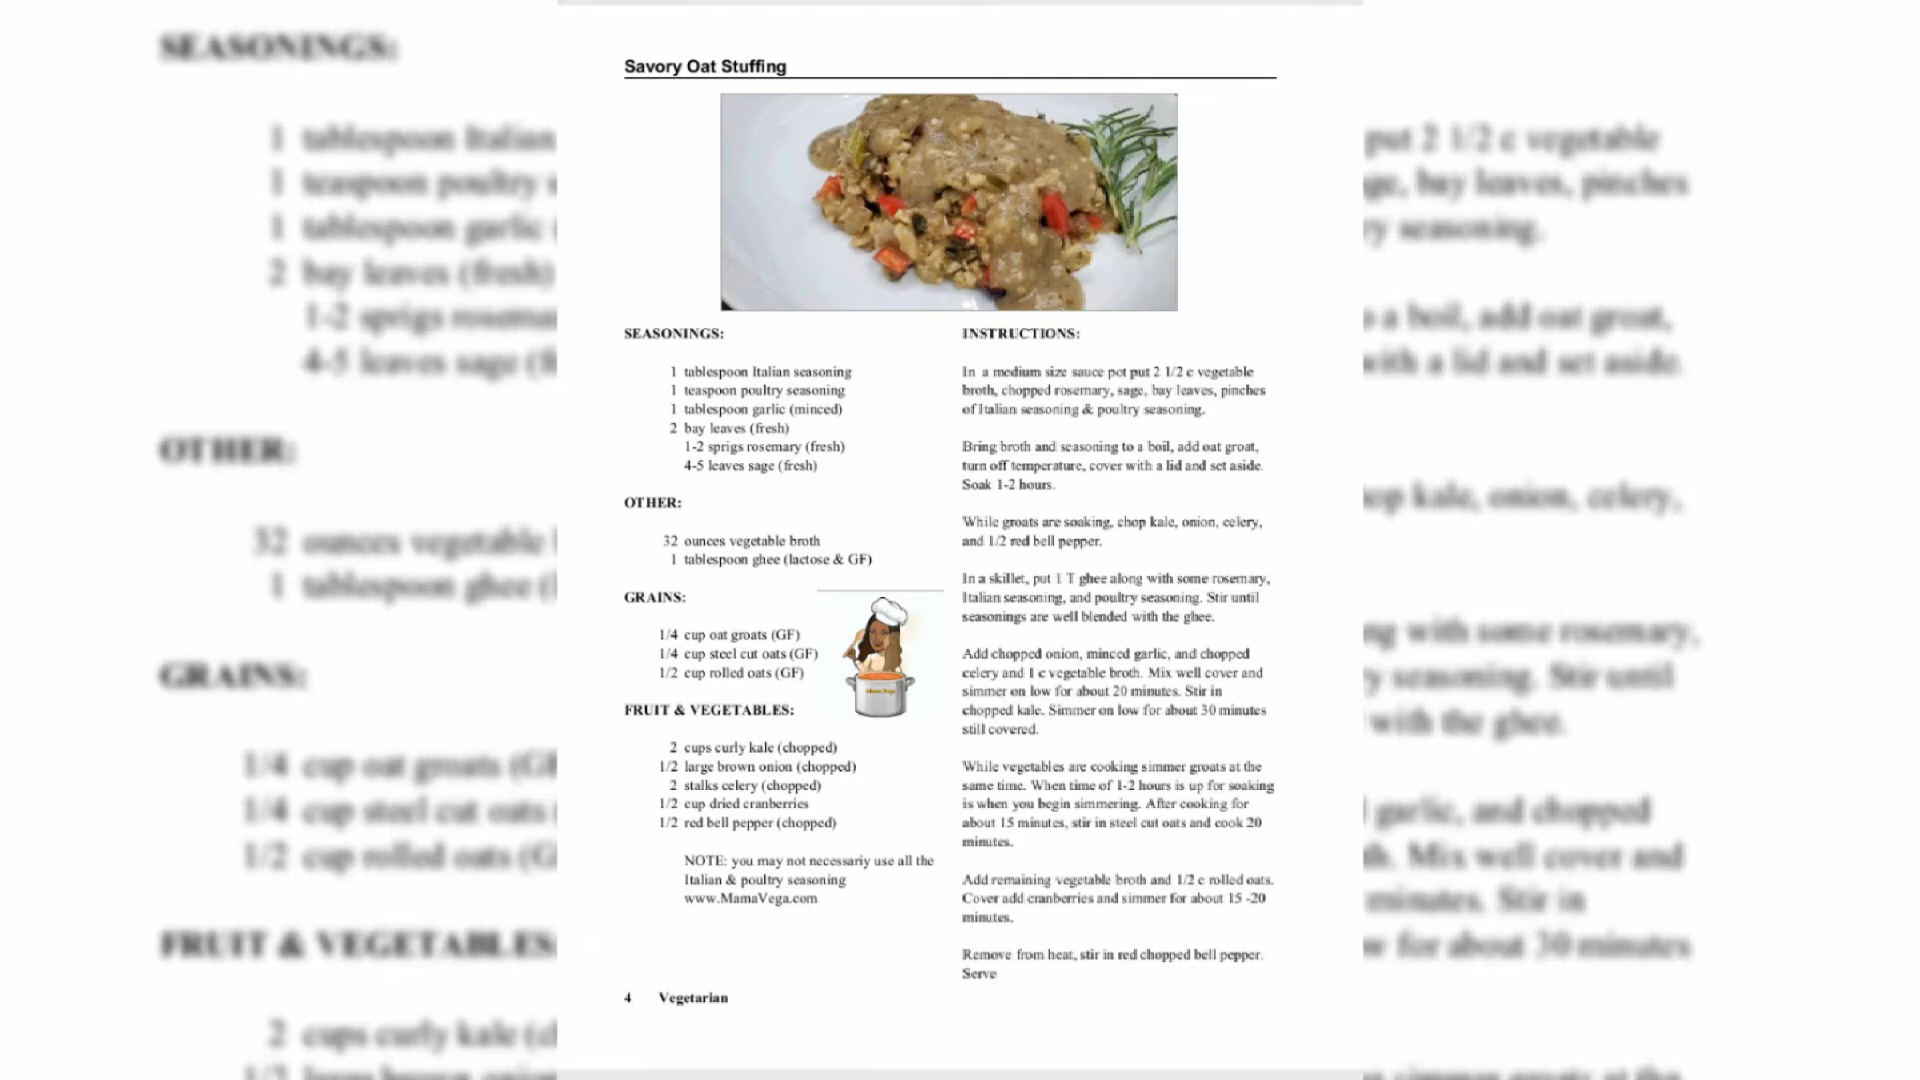 Savory Oat Stuffing
SEASONINGS:
1 tablespoon Italian seasoning
1 teaspoon poultry seasoning
1 tablespoon garlic (minced)
2 bay leaves (fresh)
1-2 sprigs rosemary (fresh)
4-5 leaves sage (fresh)
OTHER:
32 ounces vegetable broth
1 tablespoon ghee (lactose & GF)
GRAINS:
1/4 cup oat groats (GF)
1/4 cup steel cut oats (GF)
1/2 cup rolled oats (GF)
Mama Vega
FRUIT & VEGETABLES:
2 cups curly kale (chopped)
1/2 large brown onion (chopped)
2 stalks celery (chopped)
1/2 cup dried cranberries
1/2 red bell pepper (chopped)
NOTE: you may not necessariy use all the
Italian & poultry seasoning
www.MamaVega.com
INSTRUCTIONS:
In a medium size sauce pot put 2 1/2 c vegetable
broth, chopped rosemary, sage, bay leaves, pinches
of Italian seasoning & poultry seasoning.
Bring broth and seasoning to a boil, add oat groat,
turn off temperature, cover with a lid and set aside.
Soak 1-2 hours.
While groats are soaking, chop kale, onion, celery,
and 1/2 red bell pepper.
In a skillet, put 1 T ghee along with some rosemary,
Italian seasoning, and poultry seasoning. Stir until
seasonings are well blended with the ghee.
Add chopped onion, minced garlic, and chopped
celery and 1 c vegetable broth. Mix well cover and
simmer on low for about 20 minutes. Stir in
chopped kale. Simmer on low for about 30 minutes
still covered.
While vegetables are cooking simmer groats at the
same time. When time of 1-2 hours is up for soaking
is when you begin simmering. After cooking for
about 15 minutes, stir in steel cut oats and cook 20
minutes.
Add remaining vegetable broth and 1/2 c rolled oats.
Cover add cranberries and simmer for about 15 -20
minutes.
Remove from heat, stir in red chopped bell pepper.
Serve
4 Vegetarian